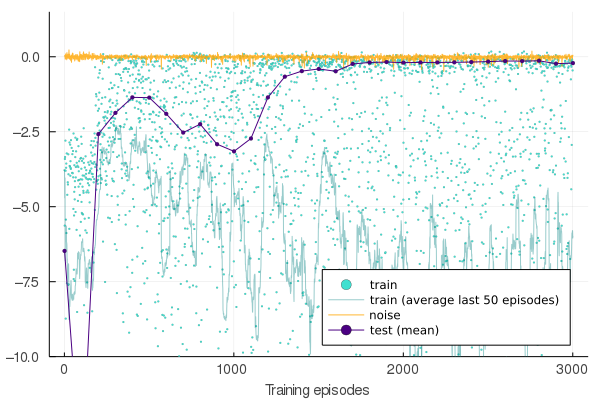 0.0
−2.5
−5.0
−7.5
−10.0
train
train (average last 50 episodes)
noise
test (mean)
0 1000 2000 3000
Training episodes